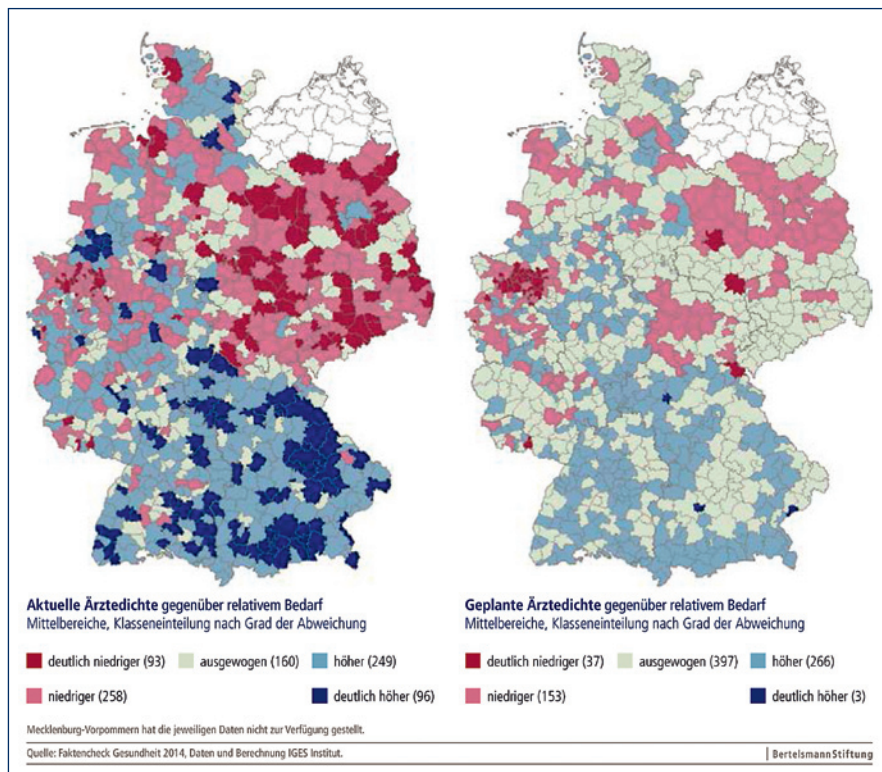 Aktuelle Ärztedichte gegenüber relativem Bedarf
Mittelbereiche, Klasseneinteilung nach Grad der Abweichung
deutlich niedriger (93)
ausgewogen (160)
höher (249)
niedriger (258)
deutlich höher (96)
Geplante Ärztedichte gegenüber relativem Bedarf
Mittelbereiche, Klasseneinteilung nach Grad der Abweichung
deutlich niedriger (37)
ausgewogen (397)
höher (266)
niedriger (153)
deutlich höher (3)
Mecklenburg-Vorpommern hat die jeweiligen Daten nicht zur Verfügung gestellt.
Quelle: Faktencheck Gesundheit 2014, Daten und Berechnung IGES Institut.
BertelsmannStiftung